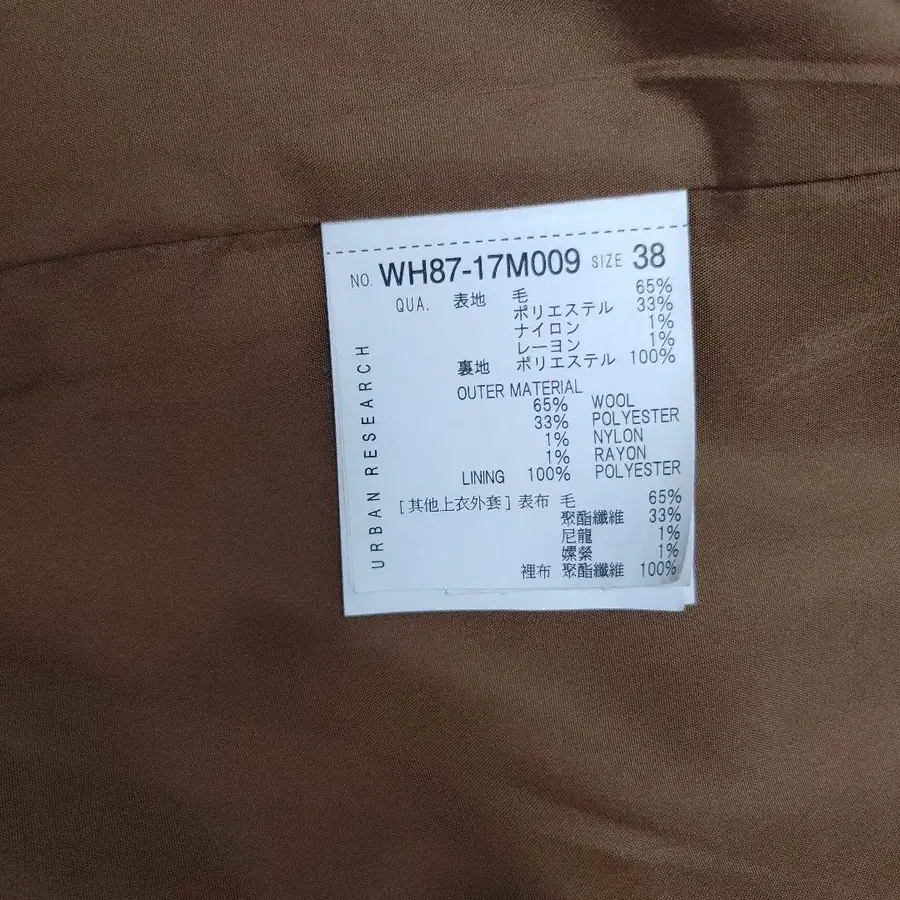 NO. WH87-17M009 SIZE 38
QUA. 表地 毛 65%
ポリエステル 33%
ナイロン 1%
レーヨン 1%
裏地 ポリエステル 100%
OUTER MATERIAL
65% WOOL
33% POLYESTER
1% NYLON
1% RAYON
LINING 100% POLYESTER
[其他上衣外套] 表布 毛 65%
聚酯纖維 33%
尼龍 1%
嫘縈 1%
裡布 聚酯纖維 100%
URBAN RESEARCH